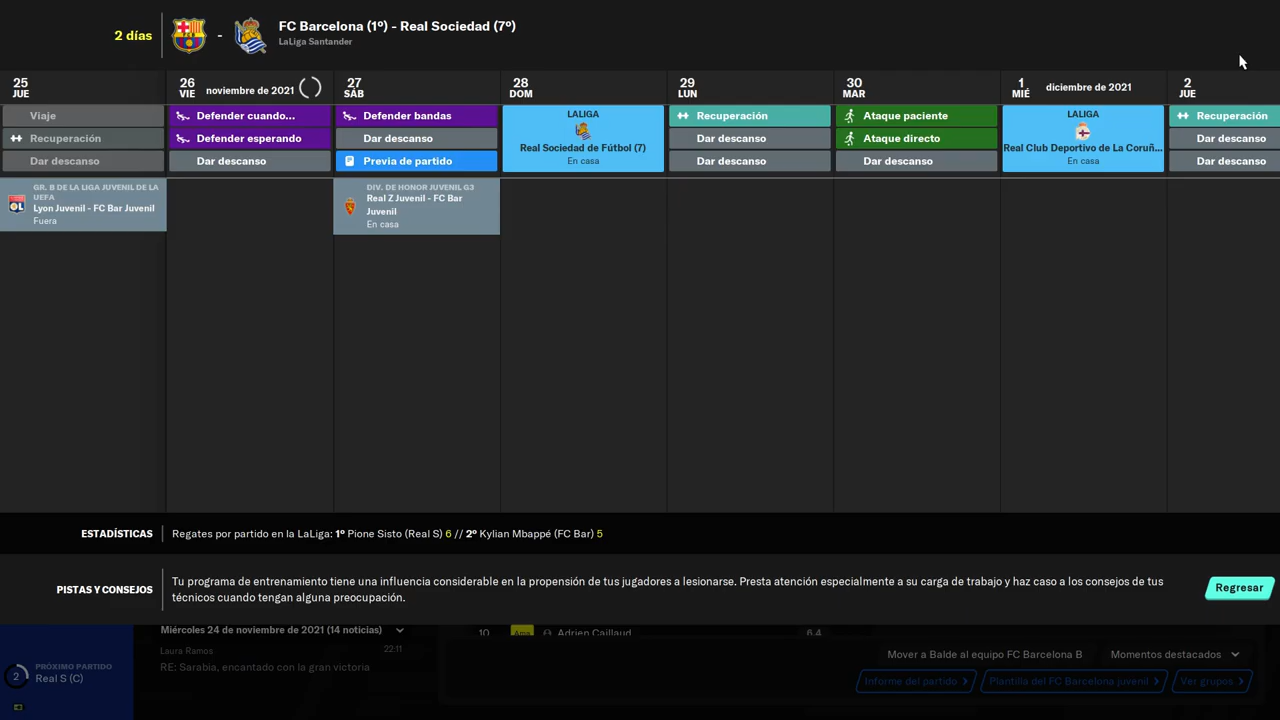 2 días
FC Barcelona (1º) - Real Sociedad (7º)
LaLiga Santander
25
JUE
26
VIE
noviembre de 2021
27
SÁB
28
DOM
29
LUN
30
MAR
1
MIÉ
diciembre de 2021
2
JUE
Viaje
Recuperación
Dar descanso
Defender cuando...
Defender esperando
Dar descanso
Defender bandas
Dar descanso
Previa de partido
LALIGA
Real Sociedad de Fútbol (7)
En casa
Recuperación
Dar descanso
Dar descanso
Ataque paciente
Ataque directo
Dar descanso
LALIGA
Real Club Deportivo de La Coruñ...
En casa
Recuperación
Dar descanso
Dar descanso
GR. B DE LA LIGA JUVENIL DE LA
UEFA
Lyon Juvenil - FC Bar Juvenil
Fuera
DIV. DE HONOR JUVENIL G3
Real Z Juvenil - FC Bar
Juvenil
En casa
ESTADÍSTICAS
Regates por partido en la LaLiga: 1º Pione Sisto (Real S) 6 // 2º Kylian Mbappé (FC Bar) 5
PISTAS Y CONSEJOS
Tu programa de entrenamiento tiene una influencia considerable en la propensión de tus jugadores a lesionarse. Presta atención especialmente a su carga de trabajo y haz caso a los consejos de tus
técnicos cuando tengan alguna preocupación.
Regresar
Miércoles 24 de noviembre de 2021 (14 noticias)
Laura Ramos
22:11
RE: Sarabia, encantado con la gran victoria
10
Ama
Adrien Caillaud
6.4
Mover a Balde al equipo FC Barcelona B
Momentos destacados
Informe del partido
Plantilla del FC Barcelona juvenil
Ver grupos
2
PRÓXIMO PARTIDO
Real S (C)